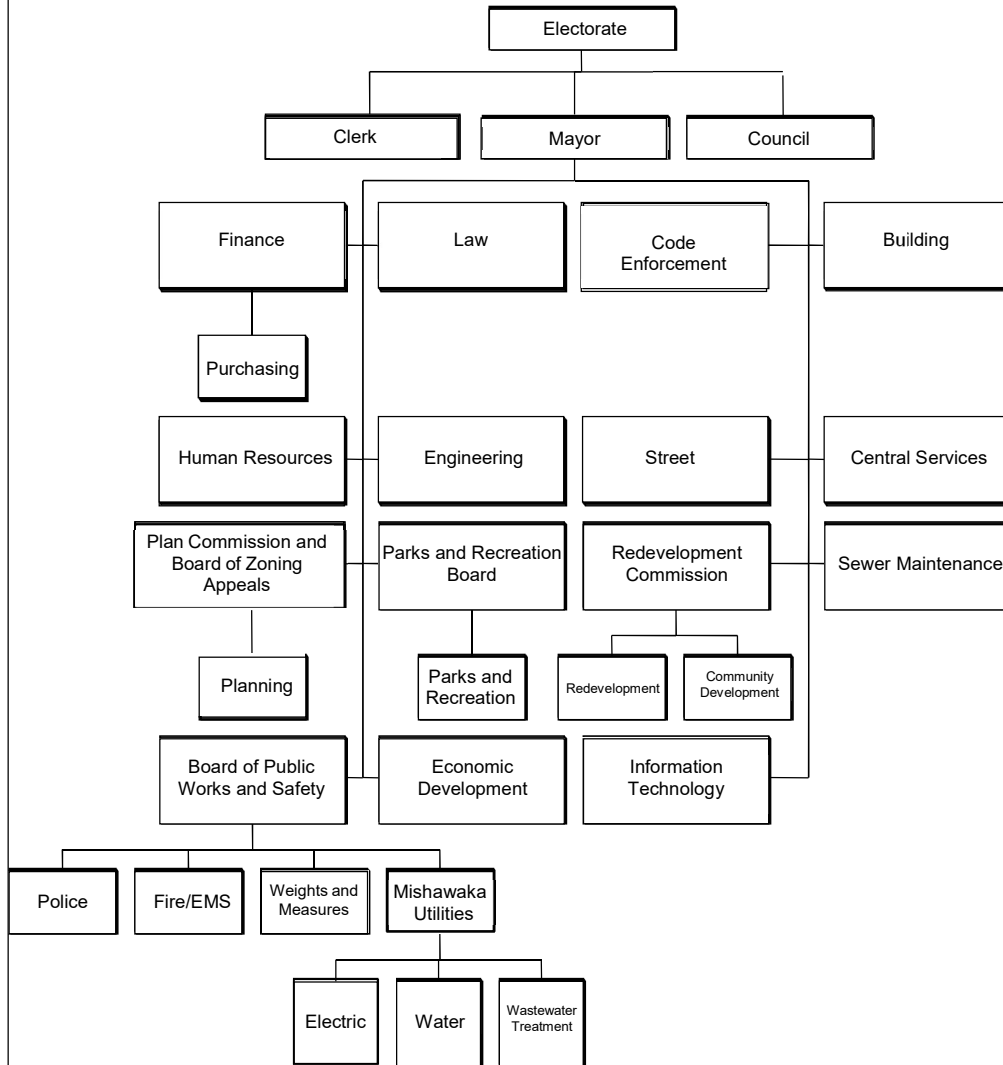 Electorate
Clerk
Mayor
Council
Finance
Law
Code
Enforcement
Building
Purchasing
Human Resources
Engineering
Street
Central Services
Plan Commission and
Board of Zoning
Appeals
Parks and Recreation
Board
Redevelopment
Commission
Sewer Maintenance
Planning
Parks and
Recreation
Redevelopment
Community
Development
Board of Public
Works and Safety
Economic
Development
Information
Technology
Police
Fire/EMS
Weights and
Measures
Mishawaka
Utilities
Electric
Water
Wastewater
Treatment